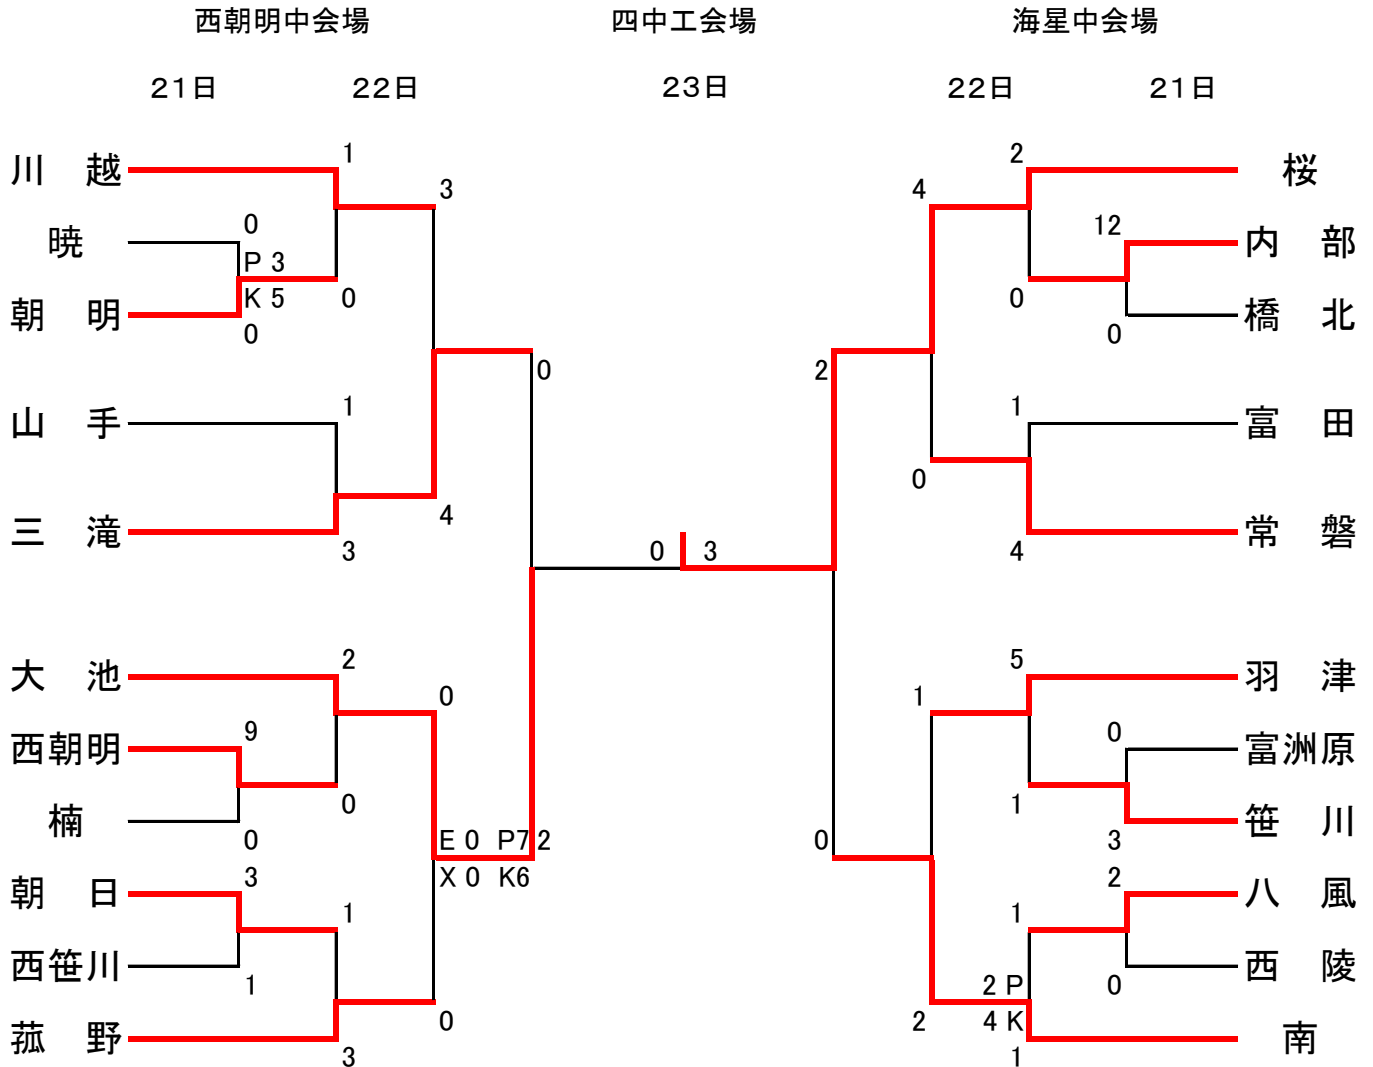 西朝明中会場 四中工会場 海星中会場
21日 22日 23日 22日 21日
1 2
川 越 桜
3 4
0 12
暁 内 部
P 3
K 5
0 0
朝 明 橋 北
0 0
0 2
1 1
山 手 富 田
0
4
三 滝 常 磐
3 0 3 4
2 5
大 池 羽 津
0 1
9 0
西朝明 富洲原
0 1
楠 笹 川
0 E 0 P7 2 0 3
X 0 K6
3 2
朝 日 八 風
1 1
西笹川 西 陵
1 2 P 0
0 2 4 K
菰 野 南
3 1